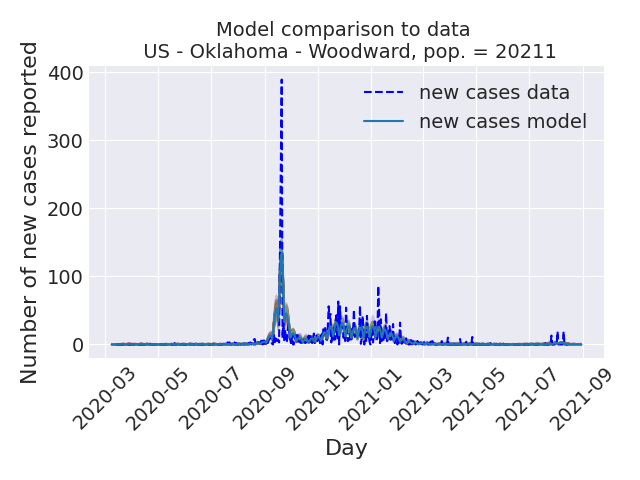 Model comparison to data
US - Oklahoma - Woodward, pop. = 20211
Number of new cases reported
400
300
200
100
0
new cases data
new cases model
2020-03
2020-05
2020-07
2020-09
2020-11
2021-01
2021-03
2021-05
2021-07
2021-09
Day